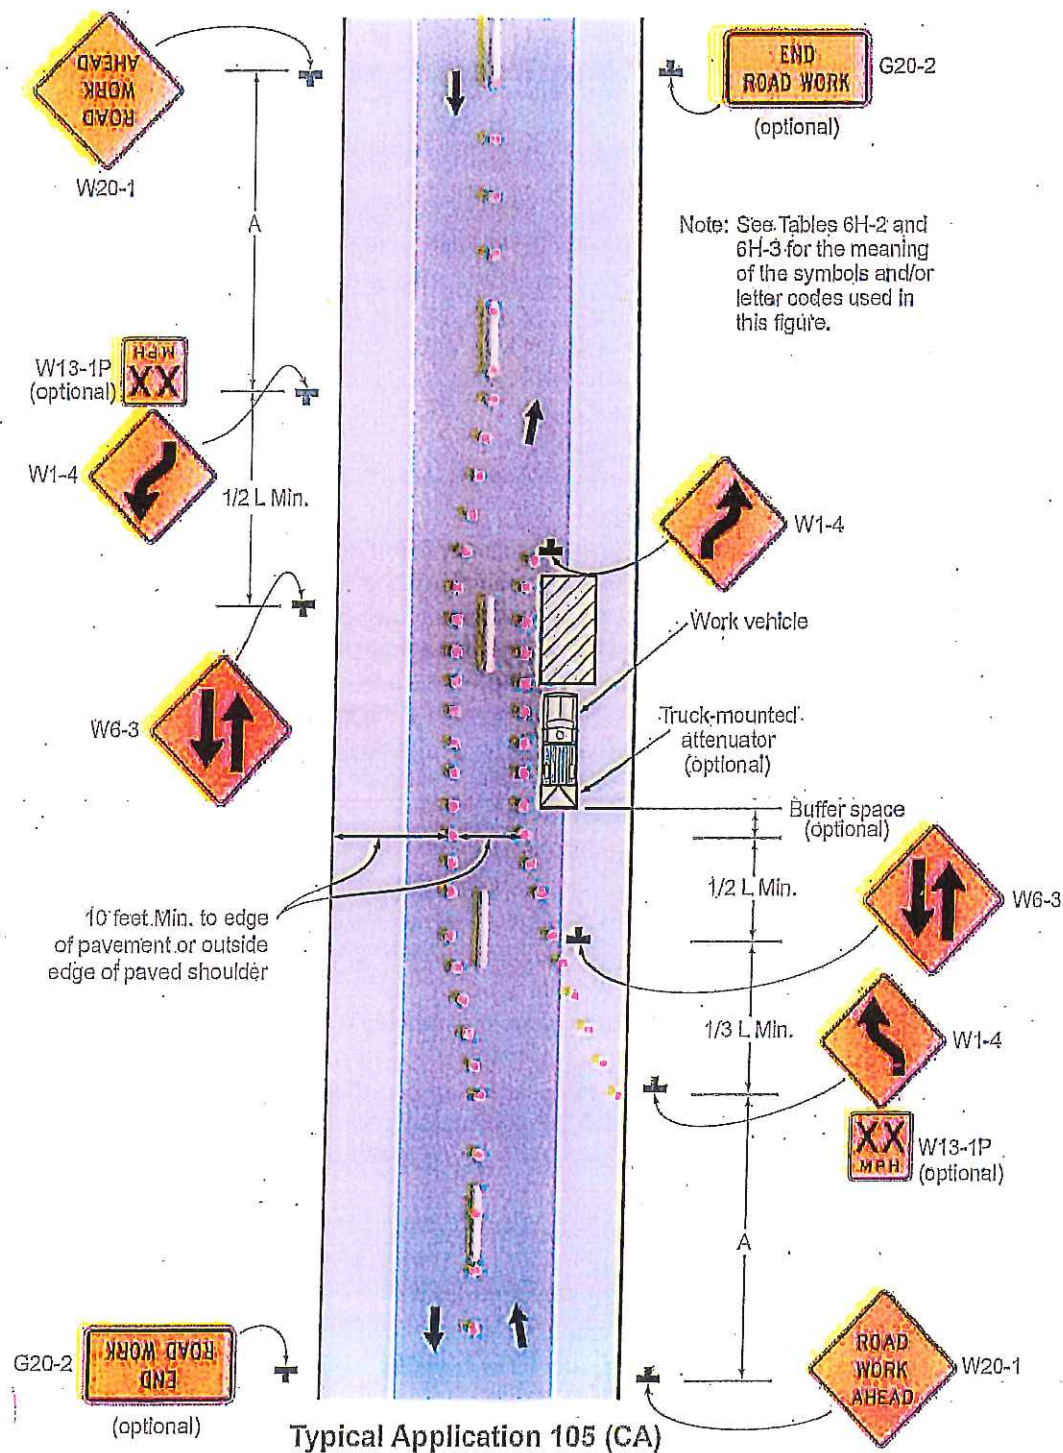 ROAD
WORK
AHEAD
W20-1
END
ROAD WORK
G20-2
(optional)
A
Note: See Tables 6H-2 and
6H-3 for the meaning
of the symbols and/or
letter codes used in
this figure.
W13-1P
(optional)
XX
MPH
W1-4
1/2 L Min.
W1-4
Work vehicle
W6-3
Truck-mounted
attenuator
(optional)
Buffer space
(optional)
1/2 L Min.
W6-3
10 feet Min. to edge
of pavement or outside
edge of paved shoulder
1/3 L Min.
W1-4
XX
MPH
W13-1P
(optional)
A
G20-2
END
ROAD WORK
(optional)
ROAD
WORK
AHEAD
W20-1
Typical Application 105 (CA)